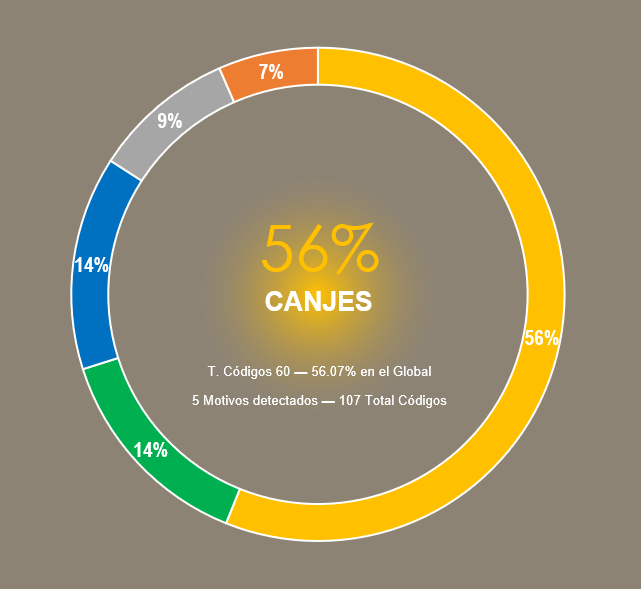 7%
9%
14%
56%
CANJES
56%
T. Códigos 60 — 56.07% en el Global
5 Motivos detectados — 107 Total Códigos
14%